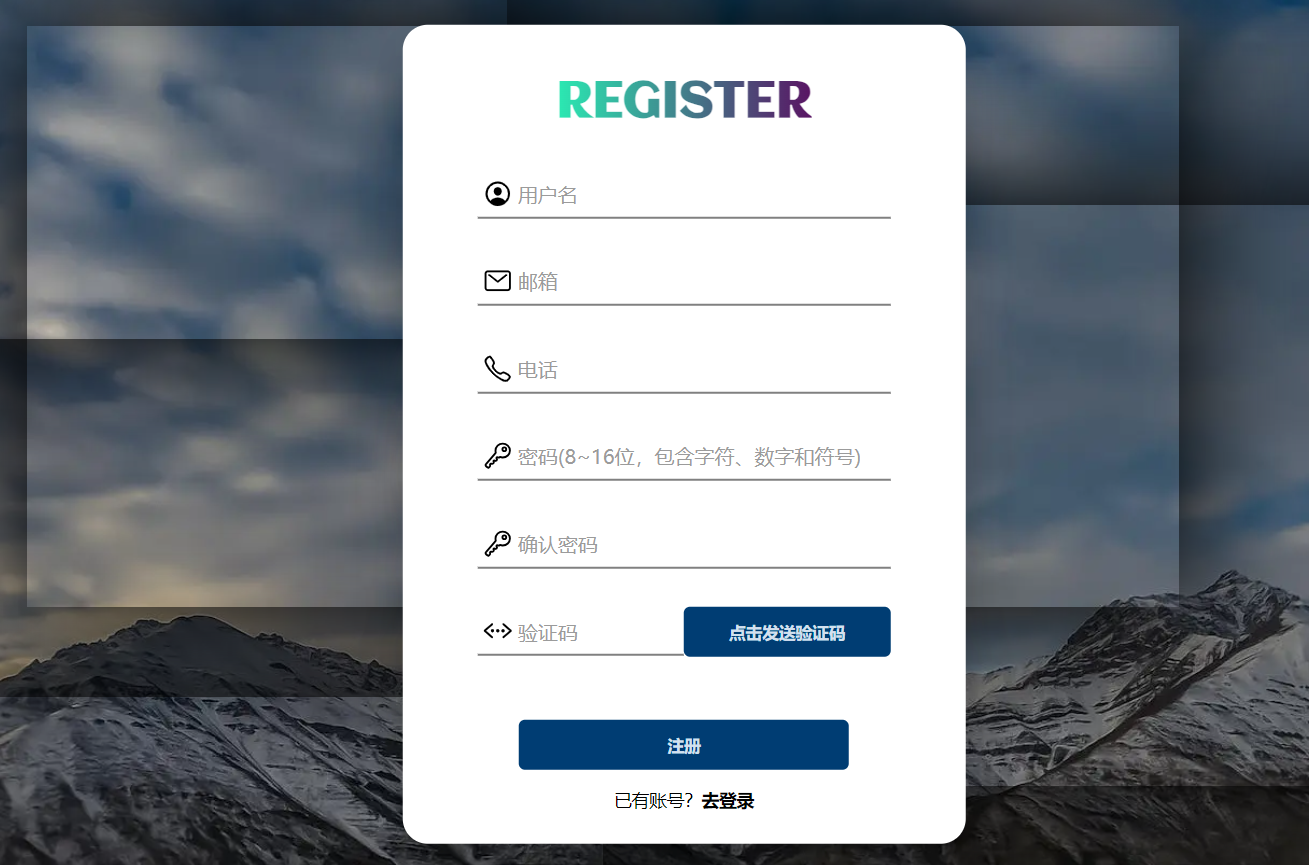 REGISTER
用户名
邮箱
电话
密码(8~16位，包含字符、数字和符号)
确认密码
验证码
点击发送验证码
注册
已有账号？去登录